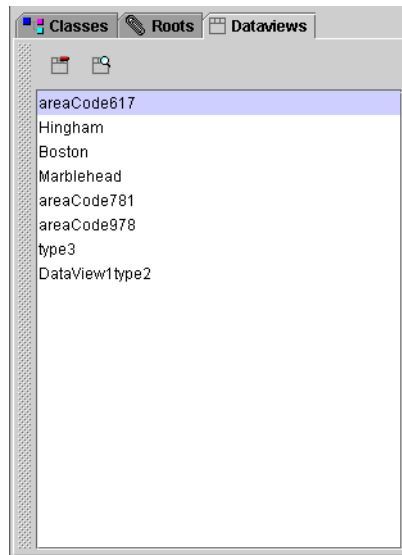 Classes Roots Dataviews
areaCode617
Hingham
Boston
Marblehead
areaCode781
areaCode978
type3
DataView1type2